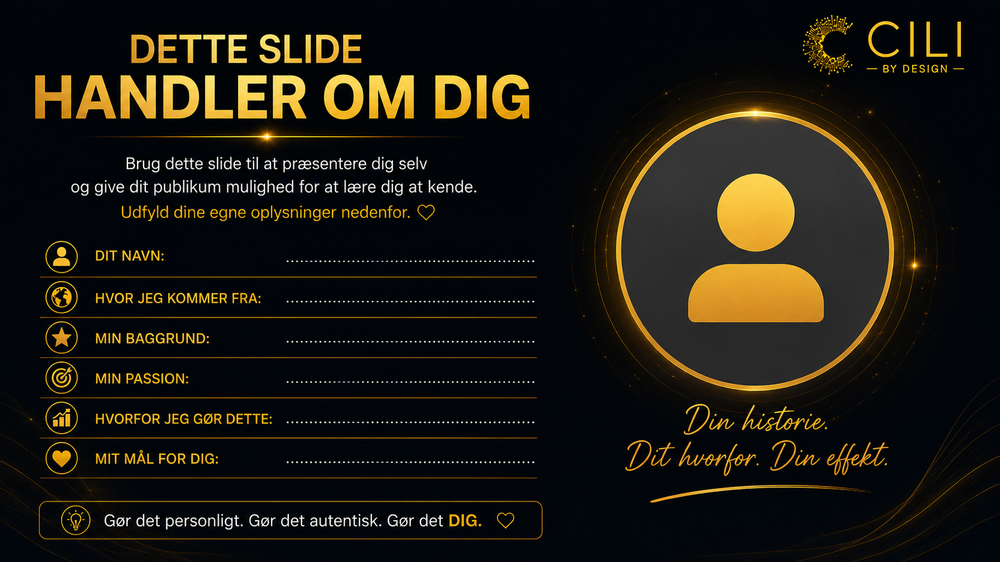 DETTE SLIDE
HANDLER OM DIG
Brug dette slide til at præsentere dig selv
og give dit publikum mulighed for at lære dig at kende.
Udfyld dine egne oplysninger nedenfor.
DIT NAVN:
HVOR JEG KOMMER FRA:
MIN BAGGRUND:
MIN PASSION:
HVORFOR JEG GØR DETTE:
MIT MÅL FOR DIG:
Gør det personligt. Gør det autentisk. Gør det DIG.
CILI
BY DESIGN
Din historie.
Dit hvorfor. Din effekt.